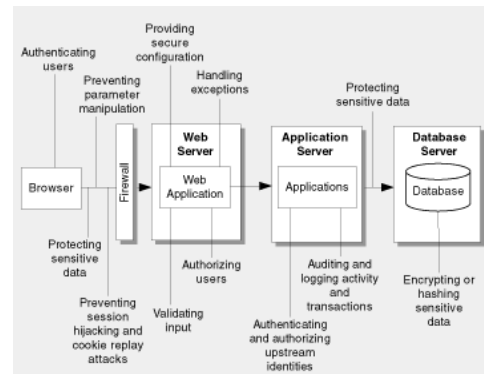 Providing
secure
configuration
Authenticating
users
Handling
exceptions
Preventing
parameter
manipulation
Protecting
sensitive data
Web
Server
Application
Server
Database
Server
Browser
Firewall
Web
Application
Applications
Database
Protecting
sensitive
data
Authorizing
users
Auditing and
logging activity
and
transactions
Encrypting or
hashing
sensitive
data
Preventing
session
hijacking and
cookie replay
attacks
Validating
input
Authenticating
and authorizing
upstream
identities